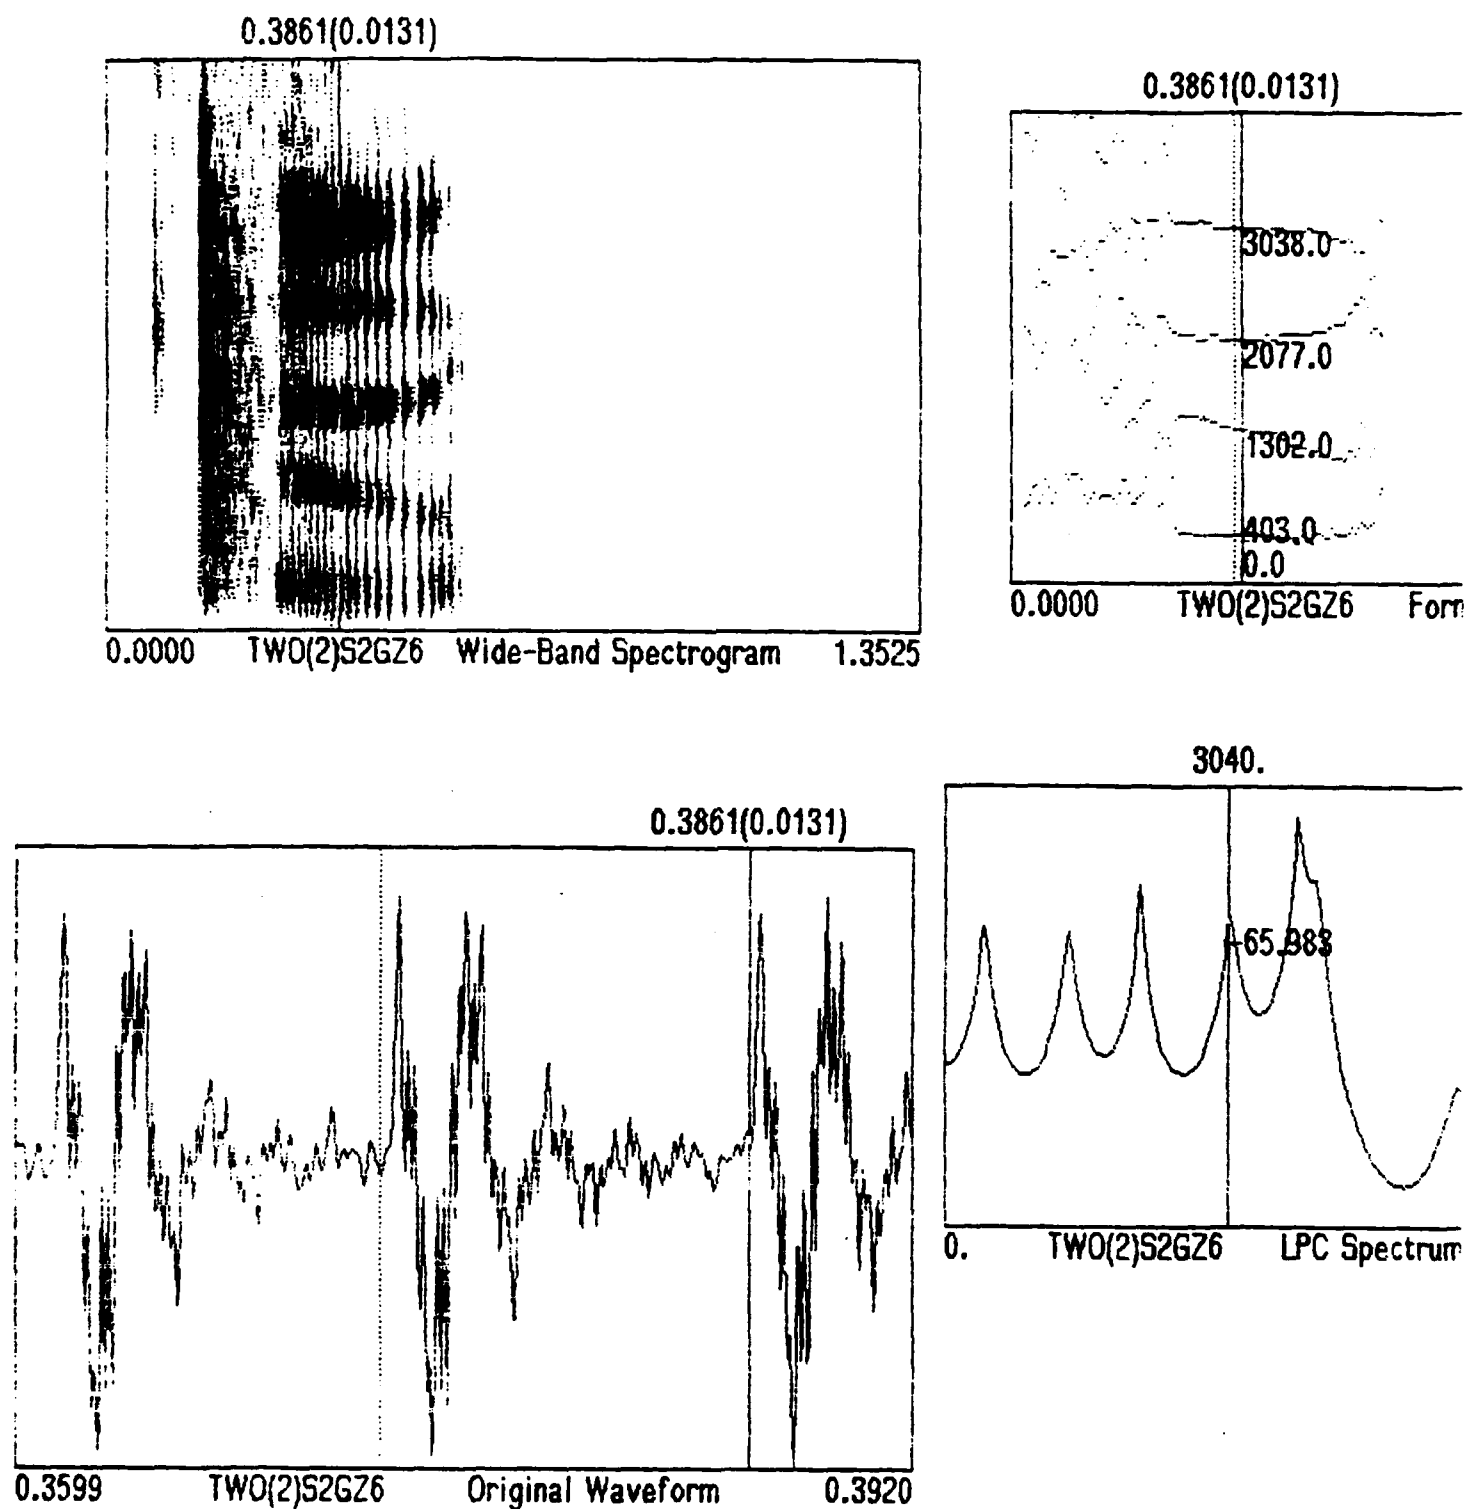 0.3861(0.0131)
0.0000 TWO(2)S2GZ6 Wide-Band Spectrogram 1.3525
0.3861(0.0131)
3038.0
2077.0
1302.0
403.0
0.0
0.0000 TWO(2)S2GZ6 Form
0.3861(0.0131)
0.3599 TWO(2)S2GZ6 Original Waveform 0.3920
3040.
-65.983
0. TWO(2)S2GZ6 LPC Spectrum